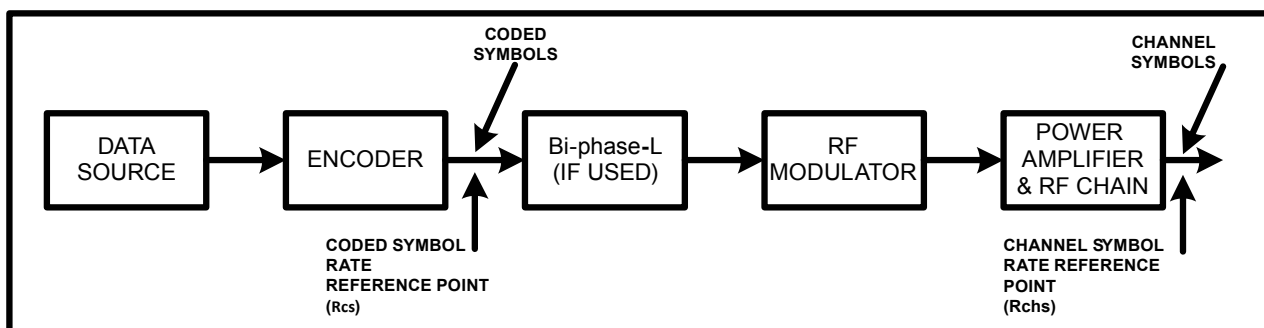 CODED
SYMBOLS
CHANNEL
SYMBOLS
DATA
SOURCE
ENCODER
Bi-phase-L
(IF USED)
RF
MODULATOR
POWER
AMPLIFIER
& RF CHAIN
CODED SYMBOL
RATE
REFERENCE POINT
(Rcs)
CHANNEL SYMBOL
RATE REFERENCE
POINT
(Rchs)